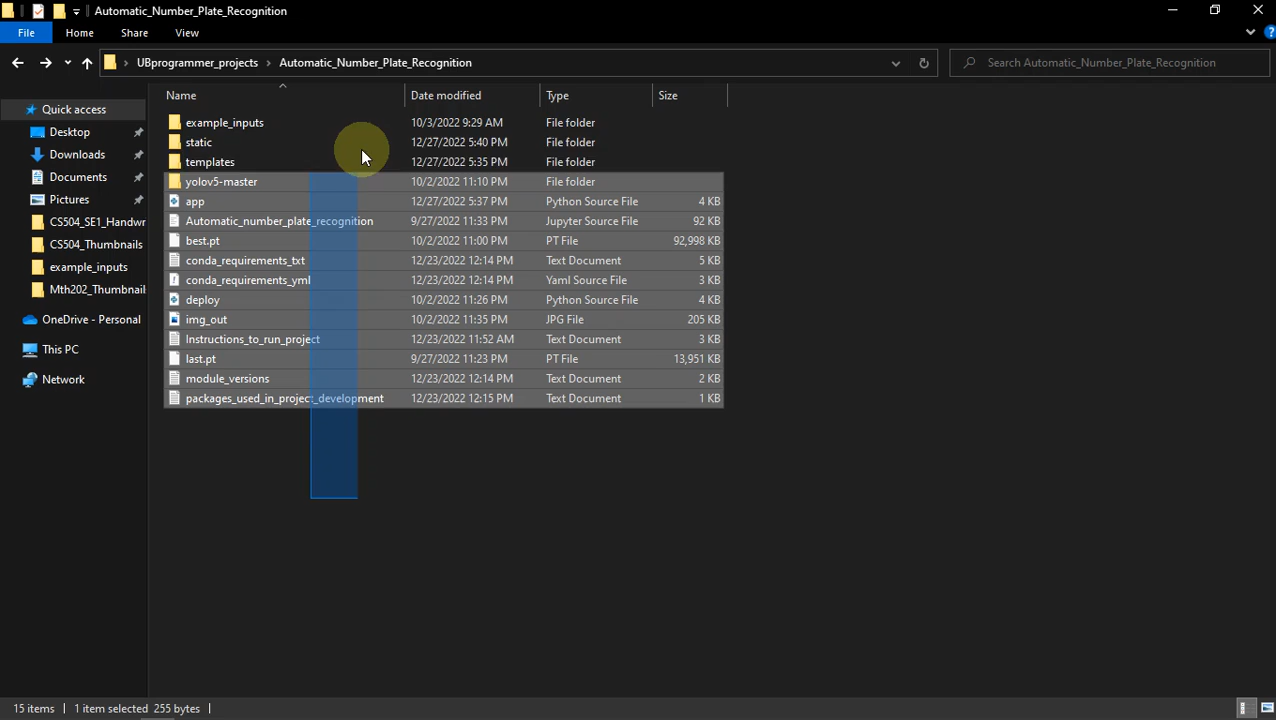 Automatic_Number_Plate_Recognition
File Home Share View
UBprogrammer_projects > Automatic_Number_Plate_Recognition
Search Automatic_Number_Plate_Recognition
Quick access
Desktop
Downloads
Documents
Pictures
CS504_SE1_Handwr
CS504_Thumbnails
example_inputs
Mth202_Thumbnail
OneDrive - Personal
This PC
Network
Name Date modified Type Size
example_inputs 10/3/2022 9:29 AM File folder
static 12/27/2022 5:40 PM File folder
templates 12/27/2022 5:35 PM File folder
yolov5-master 10/2/2022 11:10 PM File folder
app 12/27/2022 5:37 PM Python Source File 4 KB
Automatic_number_plate_recognition 9/27/2022 11:33 PM Jupyter Source File 92 KB
best.pt 10/2/2022 11:00 PM PT File 92,998 KB
conda_requirements_txt 12/23/2022 12:14 PM Text Document 5 KB
conda_requirements_yml 12/23/2022 12:14 PM Yaml Source File 3 KB
deploy 10/2/2022 11:26 PM Python Source File 4 KB
img_out 10/2/2022 11:35 PM JPG File 205 KB
Instructions_to_run_project 12/23/2022 11:52 AM Text Document 3 KB
last.pt 9/27/2022 11:23 PM PT File 13,951 KB
module_versions 12/23/2022 12:14 PM Text Document 2 KB
packages_used_in_project_development 12/23/2022 12:15 PM Text Document 1 KB
15 items 1 item selected 255 bytes